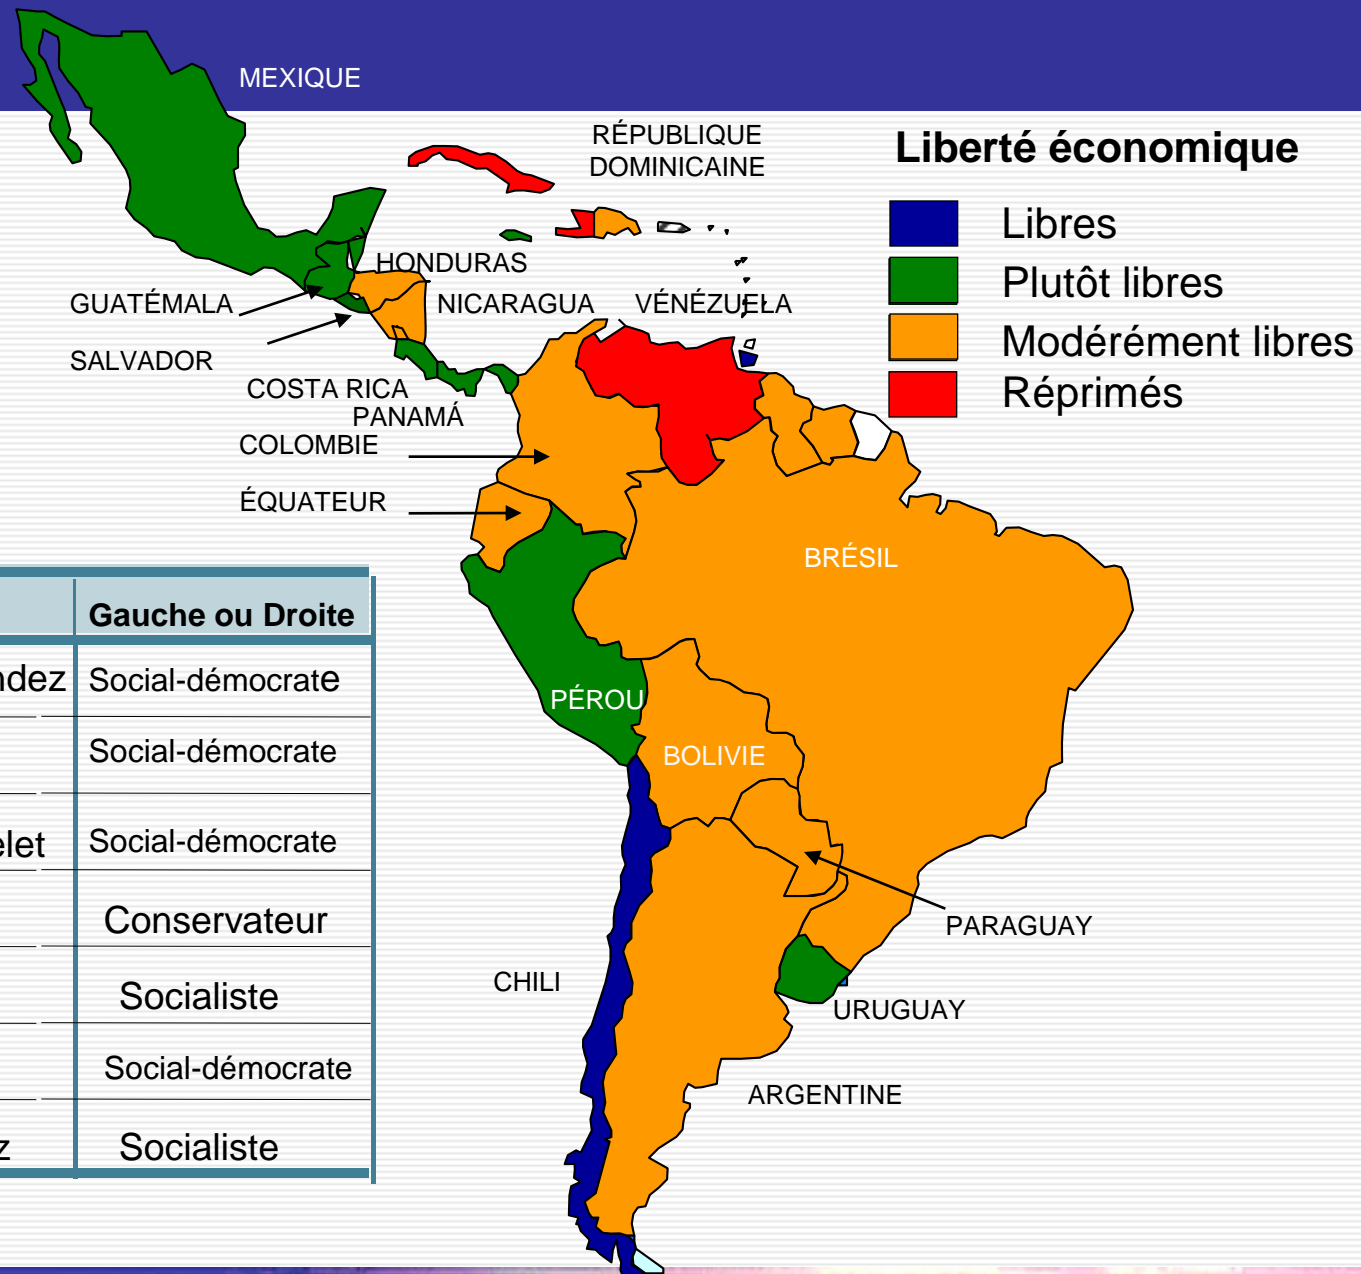 MEXIQUE
RÉPUBLIQUE
DOMINICAINE
Liberté économique
Libres
Plutôt libres
Modérément libres
Réprimés
HONDURAS
GUATÉMALA
NICARAGUA
VÉNÉZUELA
SALVADOR
COSTA RICA
PANAMÁ
COLOMBIE
ÉQUATEUR
BRÉSIL
PÉROU
BOLIVIE
PARAGUAY
CHILI
URUGUAY
ARGENTINE
Gauche ou Droite
ndez Social-démocrate
Social-démocrate
elet Social-démocrate
Conservateur
Socialiste
Social-démocrate
z Socialiste